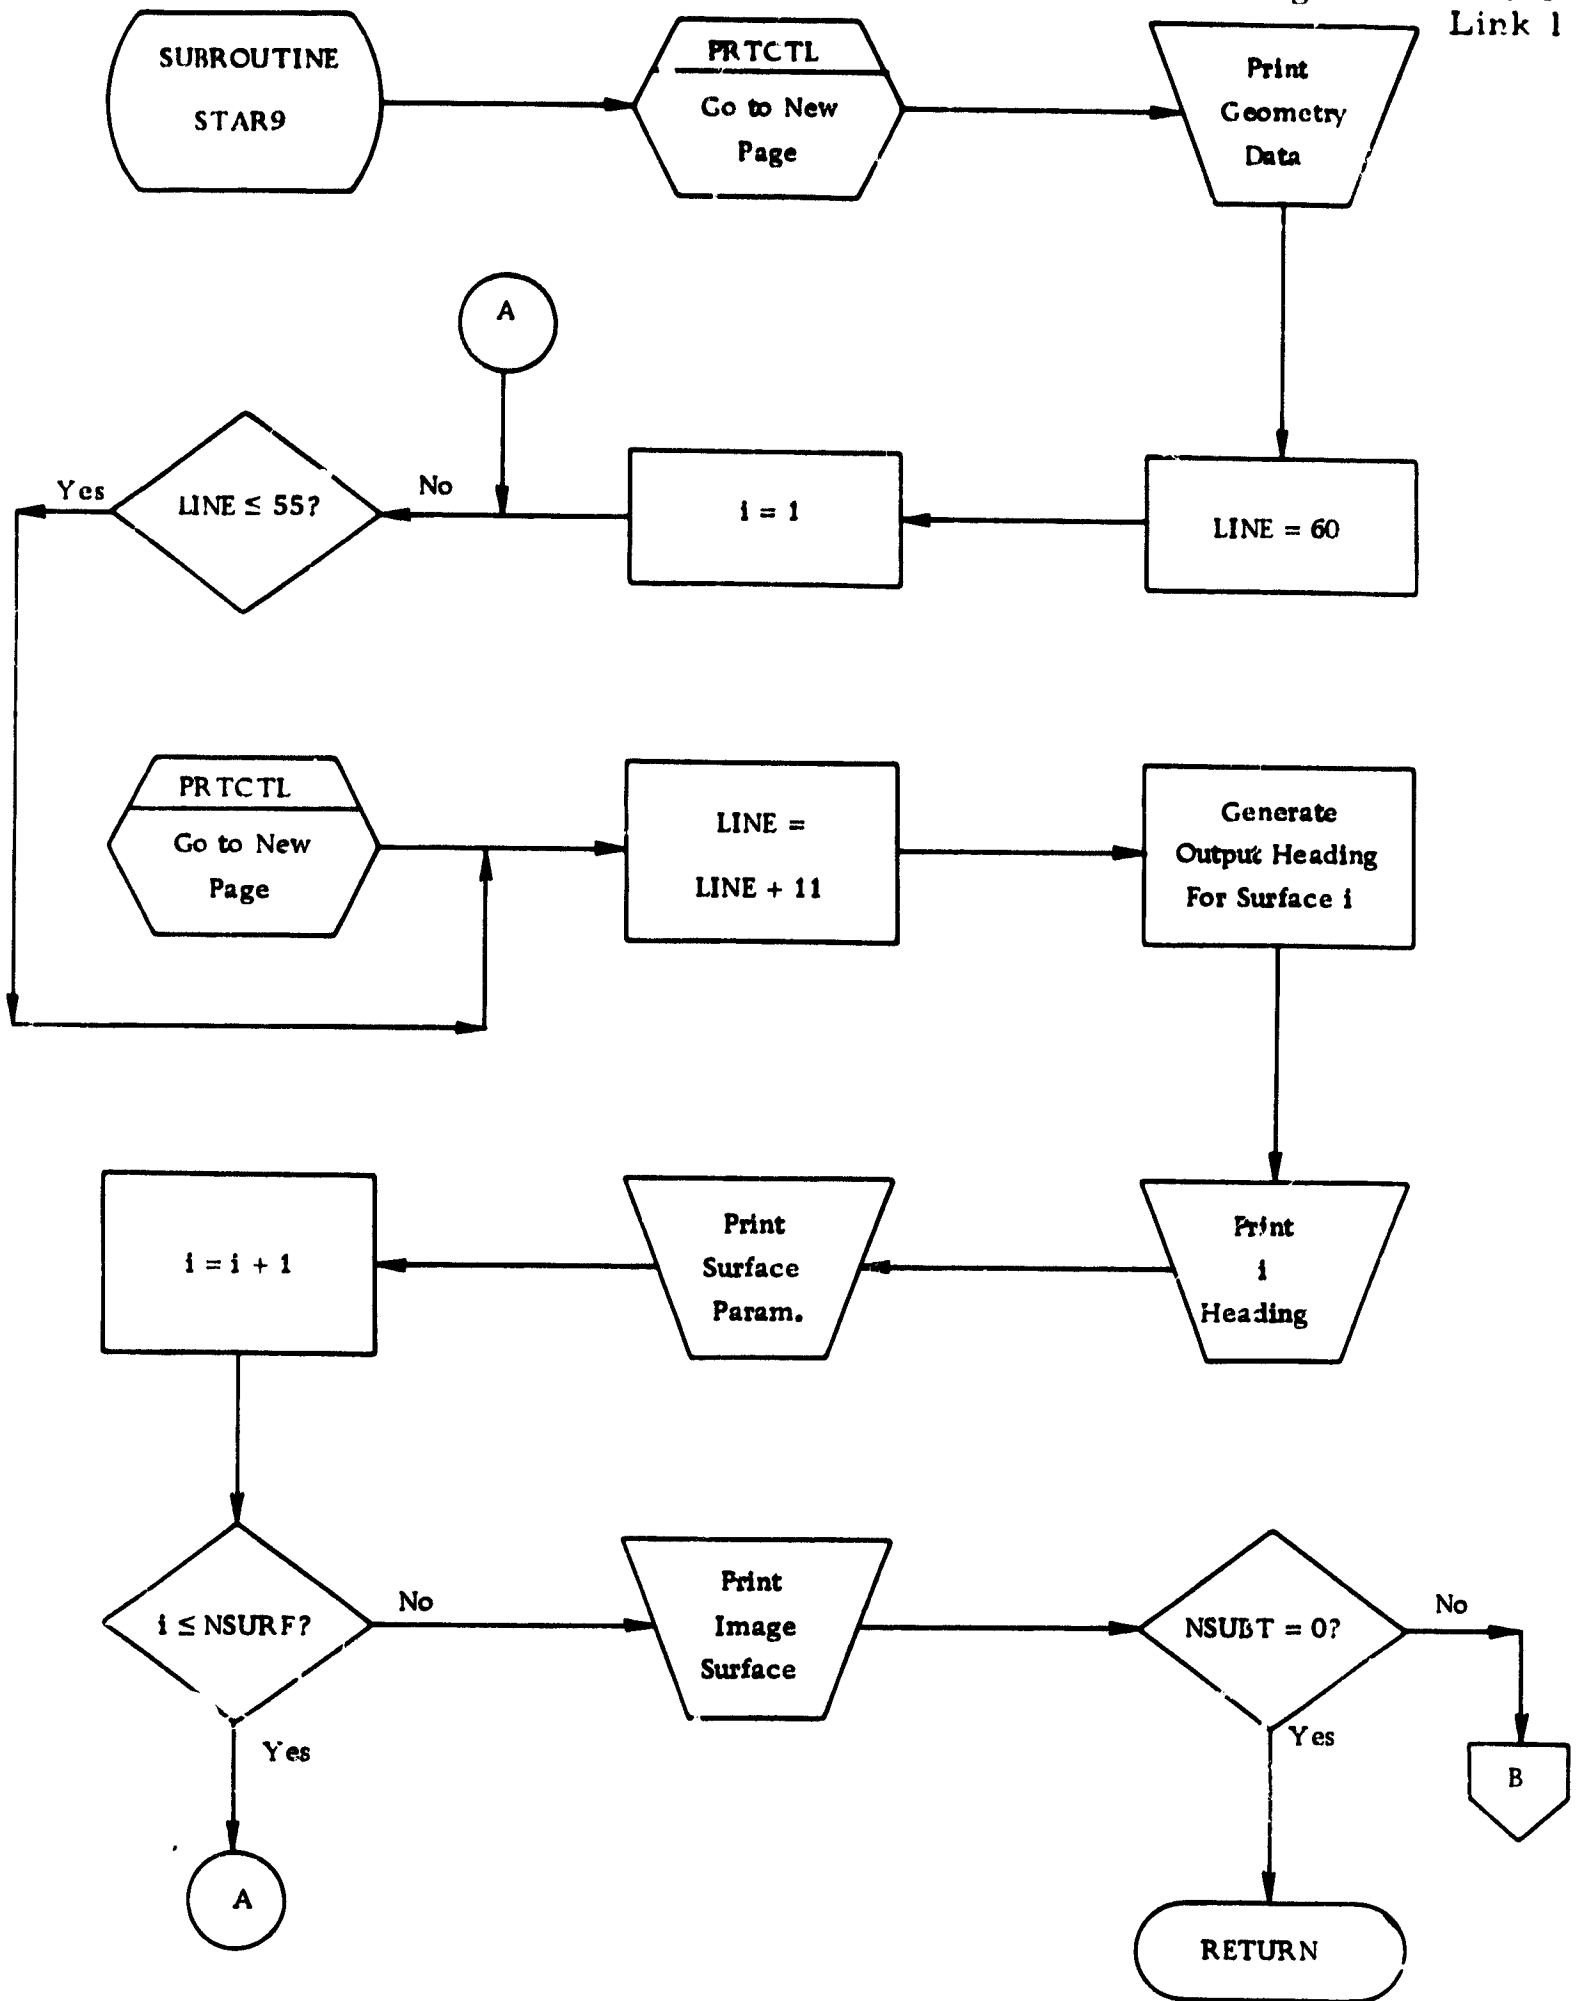 Link 1
SUBROUTINE
STAR9
PRTCTL
Go to New
Page
Print
Geometry
Data
A
Yes
LINE ≤ 55?
No
i = 1
LINE = 60
PRTCTL
Go to New
Page
LINE =
LINE + 11
Generate
Output Heading
For Surface i
i = i + 1
Print
Surface
Param.
Print
i
Heading
i ≤ NSURF?
No
Yes
Print
Image
Surface
NSUBT = 0?
No
Yes
B
A
RETURN